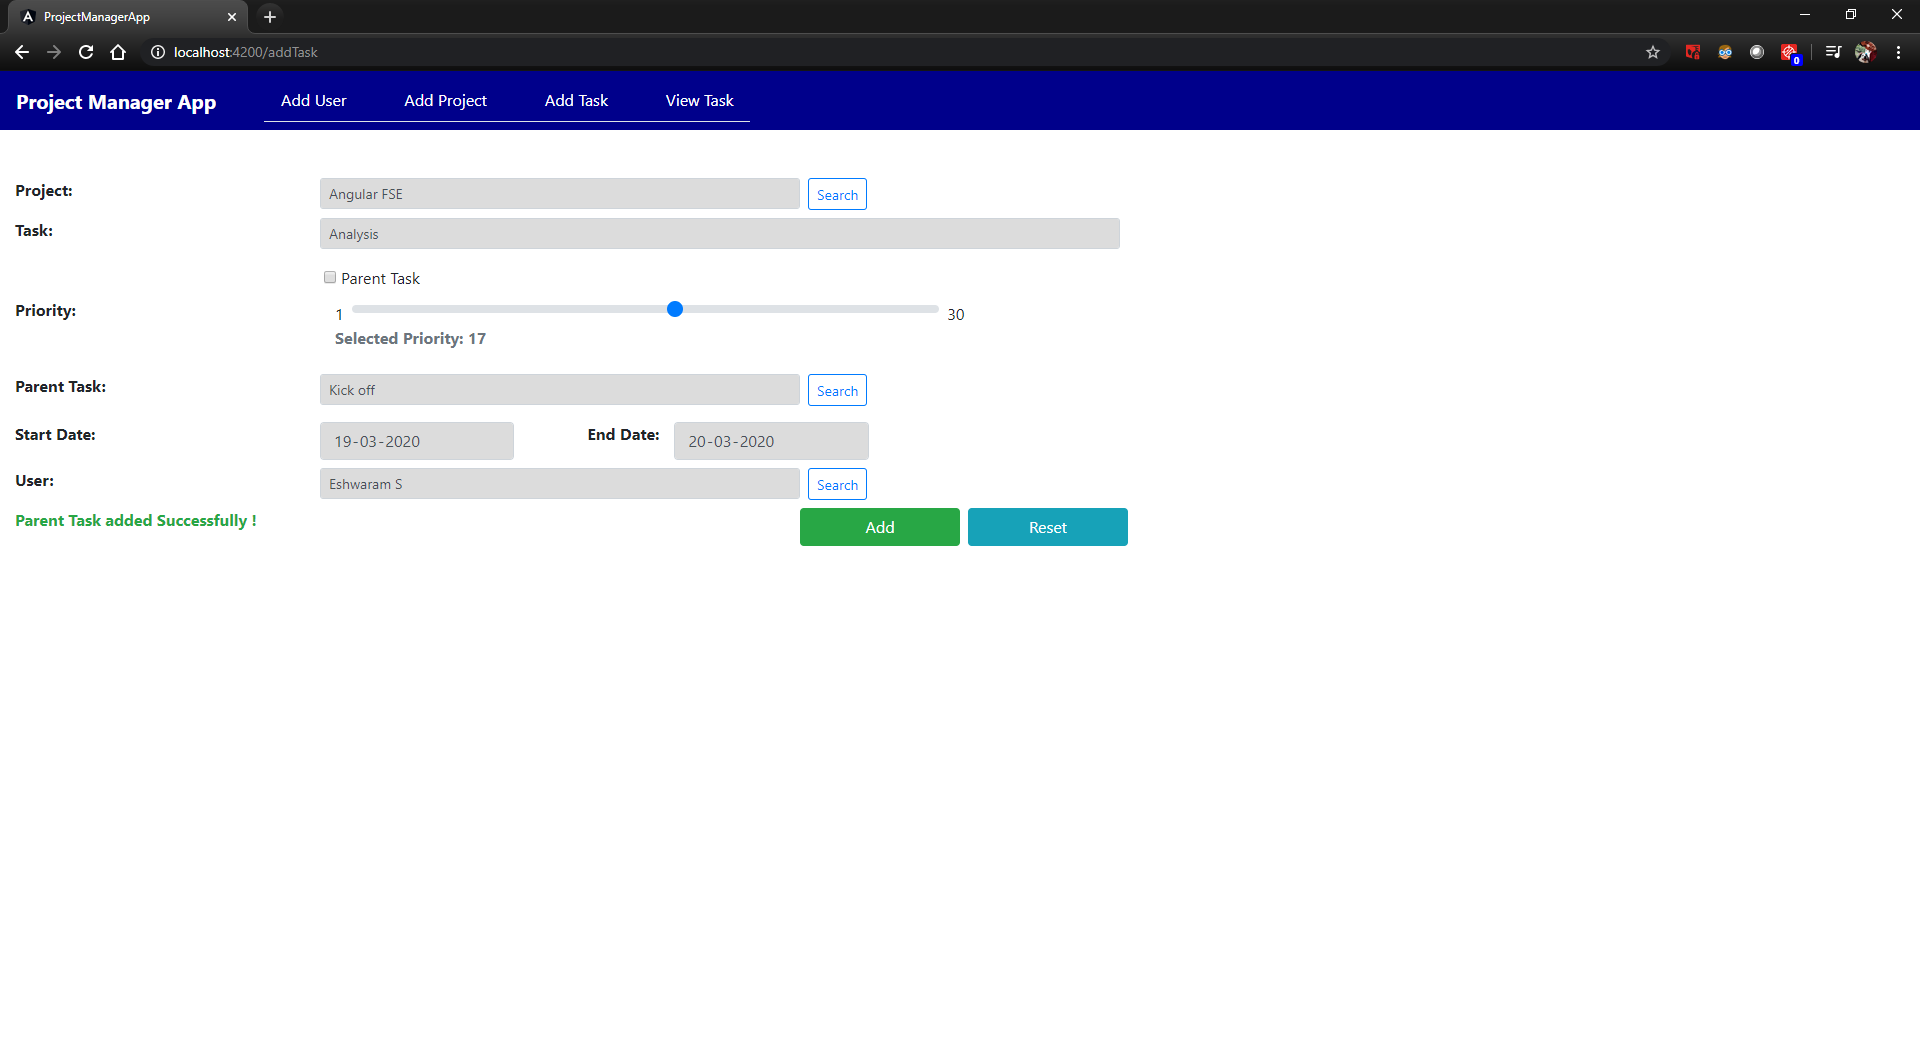 ProjectManagerApp
localhost:4200/addTask
0
Project Manager App Add User Add Project Add Task View Task
Project: Angular FSE Search
Task: Analysis
Parent Task
Priority: 1 30
Selected Priority: 17
Parent Task: Kick off Search
Start Date: 19-03-2020 End Date: 20-03-2020
User: Eshwaram S Search
Parent Task added Successfully ! Add Reset